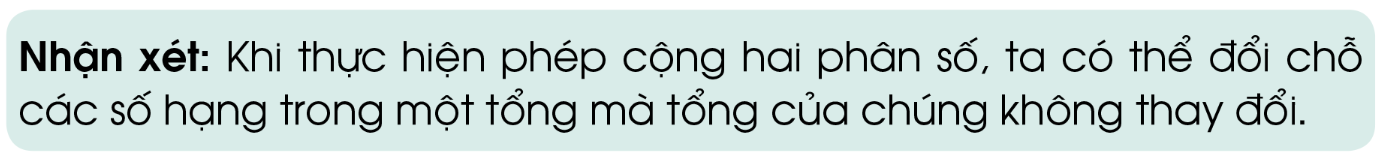 Nhận xét: Khi thực hiện phép cộng hai phân số, ta có thể đổi chỗ
các số hạng trong một tổng mà tổng của chúng không thay đổi.